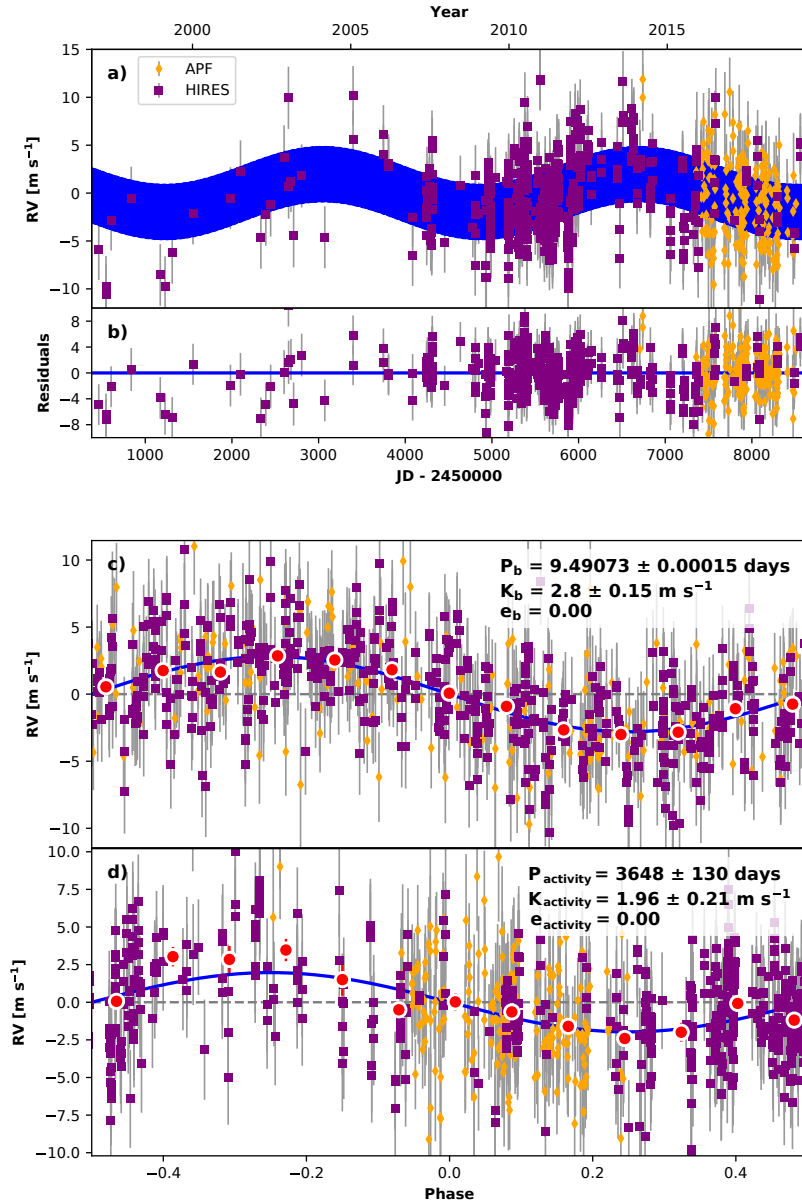 Year
2000 2005 2010 2015
a)
APF
HIRES
15
10
5
0
−5
−10
RV [m s⁻¹]
b)
8
4
0
−4
−8
Residuals
1000 2000 3000 4000 5000 6000 7000 8000
JD - 2450000
c)
P_b = 9.49073 ± 0.00015 days
K_b = 2.8 ± 0.15 m s⁻¹
e_b = 0.00
10
5
0
−5
−10
RV [m s⁻¹]
d)
P_activity = 3648 ± 130 days
K_activity = 1.96 ± 0.21 m s⁻¹
e_activity = 0.00
10.0
7.5
5.0
2.5
0.0
−2.5
−5.0
−7.5
−10.0
RV [m s⁻¹]
−0.4 −0.2 0.0 0.2 0.4
Phase